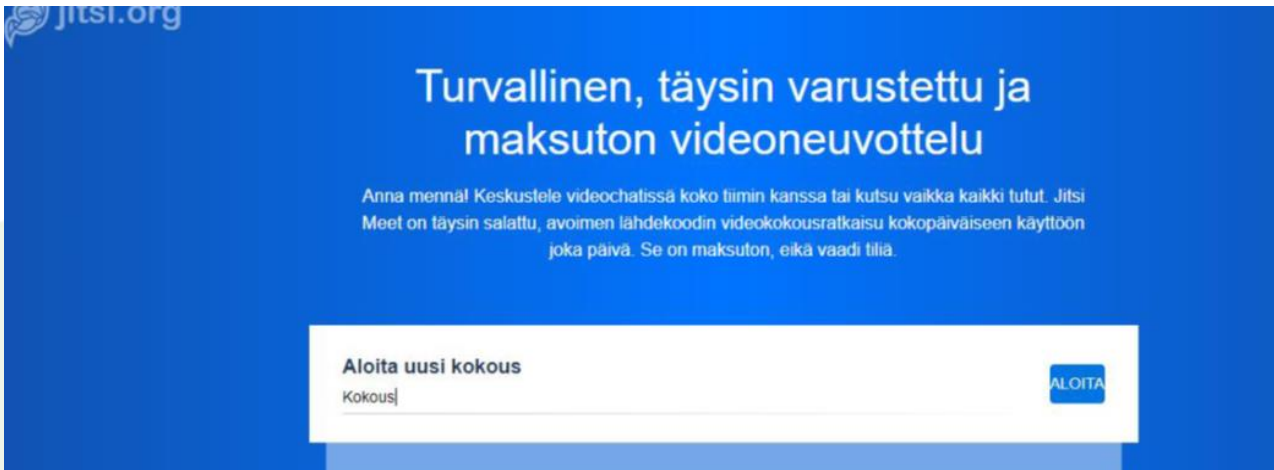 jitsi.org
Turvallinen, täysin varustettu ja
maksuton videoneuvottelu
Anna mennä! Keskustele videochatissä koko tiimin kanssa tai kutsu vaikka kaikki tutut. Jitsi
Meet on täysin salattu, avoimen lähdekoodin videokokousratkaisu kokopäiväiseen käyttöön
joka päivä. Se on maksuton, eikä vaadi tiliä.
Aloita uusi kokous
Kokous
ALOITA